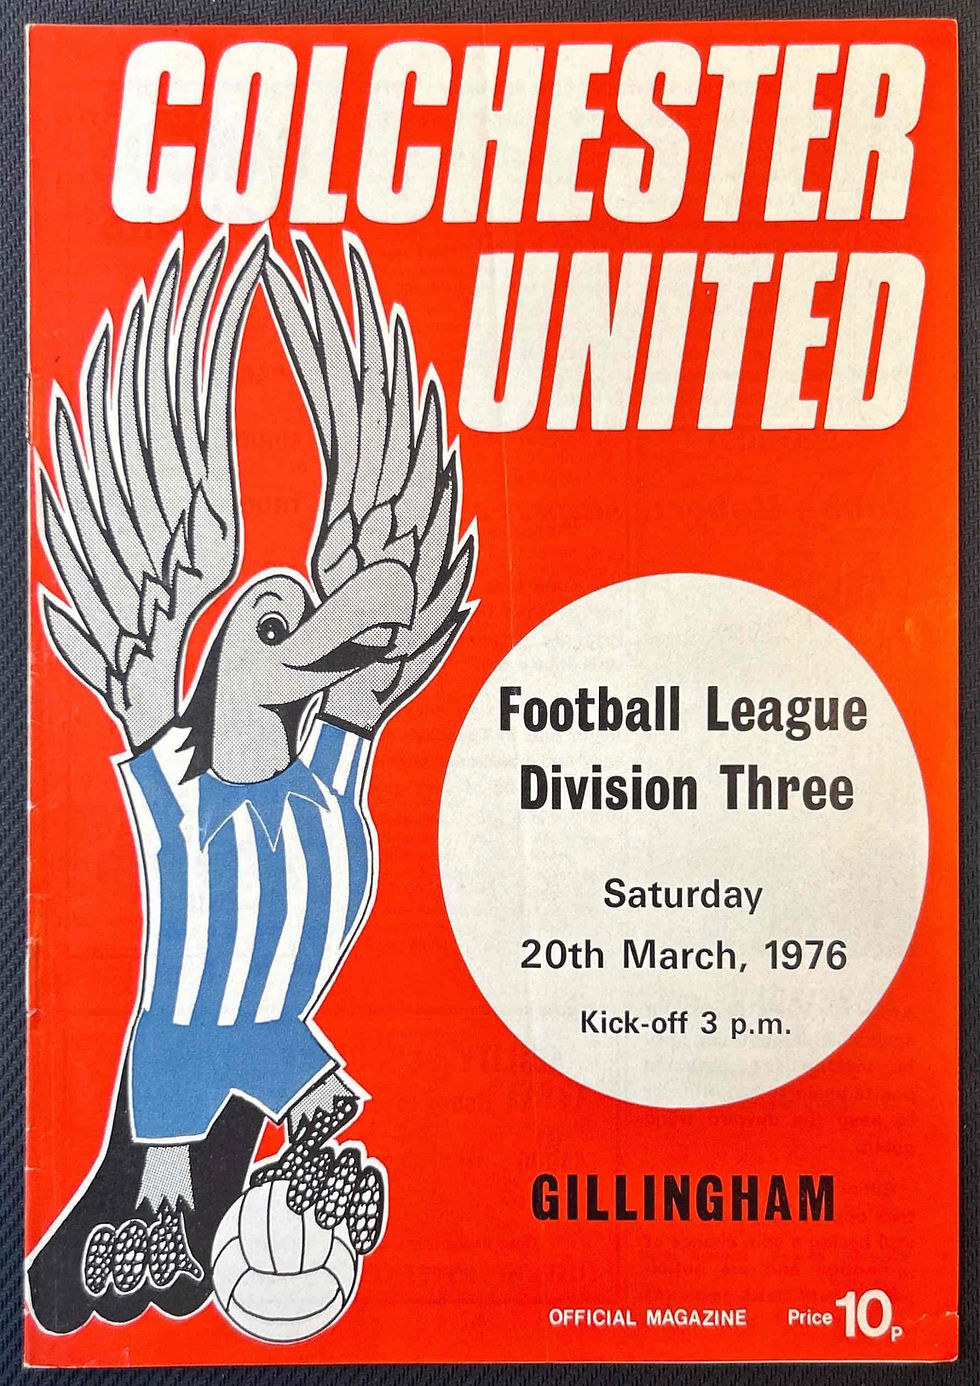 COLCHESTER
UNITED
Football League
Division Three
Saturday
20th March, 1976
Kick-off 3 p.m.
GILLINGHAM
OFFICIAL MAGAZINE Price 10p